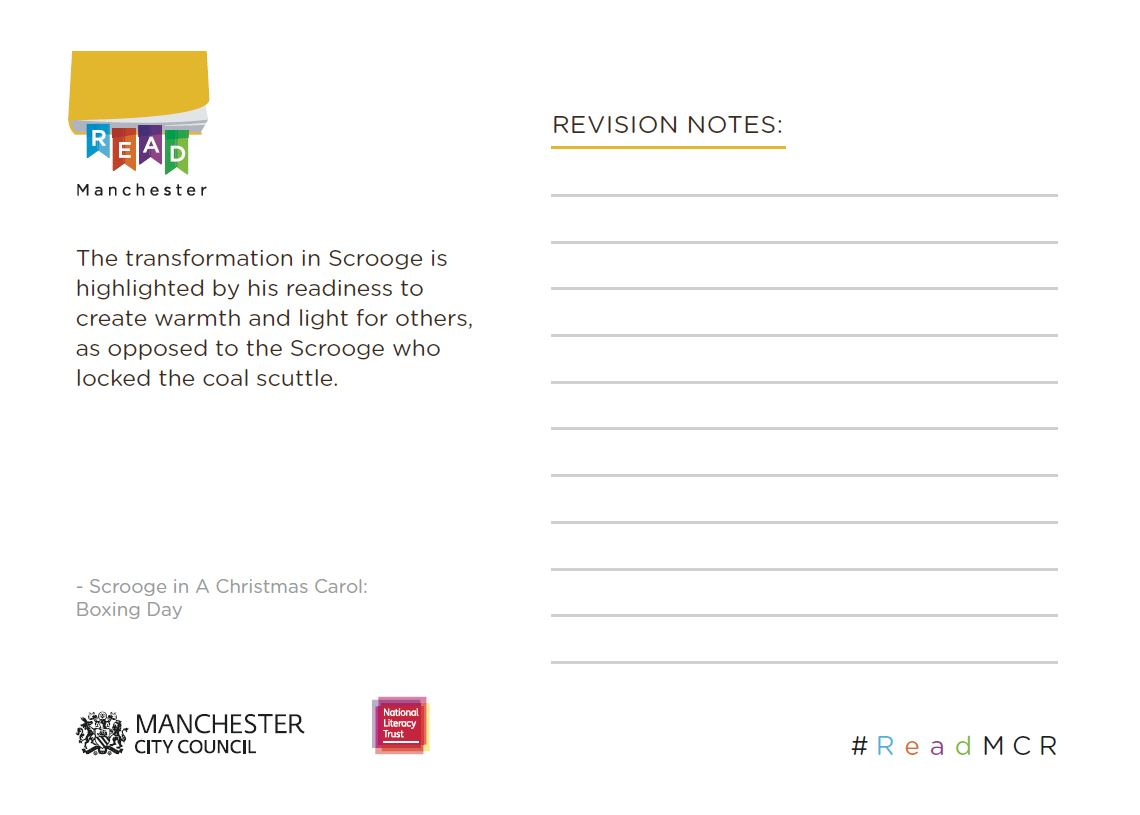 READ
Manchester
The transformation in Scrooge is
highlighted by his readiness to
create warmth and light for others,
as opposed to the Scrooge who
locked the coal scuttle.
- Scrooge in A Christmas Carol:
Boxing Day
MANCHESTER
CITY COUNCIL
National
Literacy
Trust
REVISION NOTES:
#ReadMCR